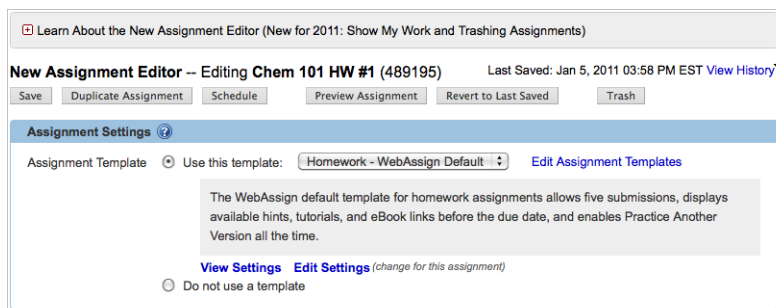 Learn About the New Assignment Editor (New for 2011: Show My Work and Trashing Assignments)
New Assignment Editor -- Editing Chem 101 HW #1 (489195) Last Saved: Jan 5, 2011 03:58 PM EST View History
Save Duplicate Assignment Schedule Preview Assignment Revert to Last Saved Trash
Assignment Settings ?
Assignment Template Use this template: Homework - WebAssign Default Edit Assignment Templates
The WebAssign default template for homework assignments allows five submissions, displays
available hints, tutorials, and eBook links before the due date, and enables Practice Another
Version all the time.
View Settings Edit Settings (change for this assignment)
Do not use a template